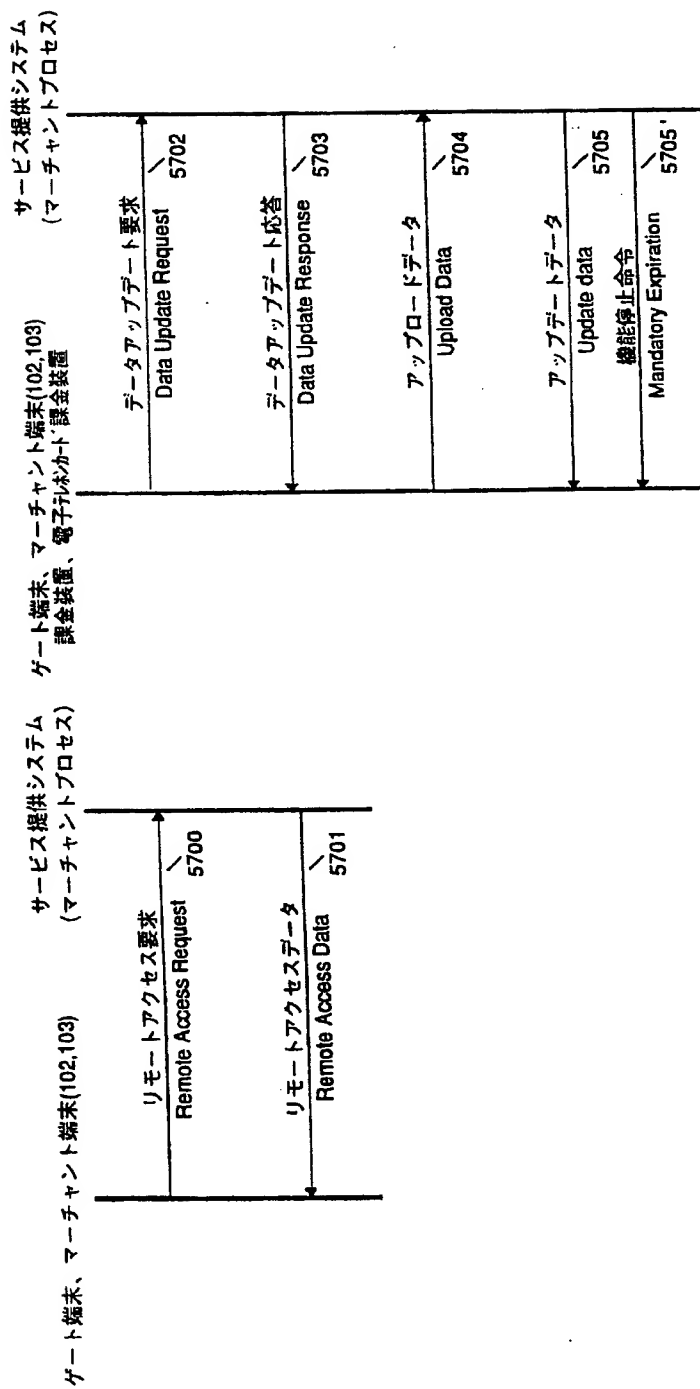 ゲート端末、マーチャント端末(102,103)
サービス提供システム
(マーチャントプロセス)
リモートアクセス要求
Remote Access Request
5700
リモートアクセスデータ
Remote Access Data
5701
ゲート端末、マーチャント端末(102,103)
課金装置、電子テレホンカード課金装置
サービス提供システム
(マーチャントプロセス)
データアップデート要求
Data Update Request
5702
データアップデート応答
Data Update Response
5703
アップロードデータ
Upload Data
5704
アップデートデータ
Update data
5705
機能停止命令
Mandatory Expiration
5705'